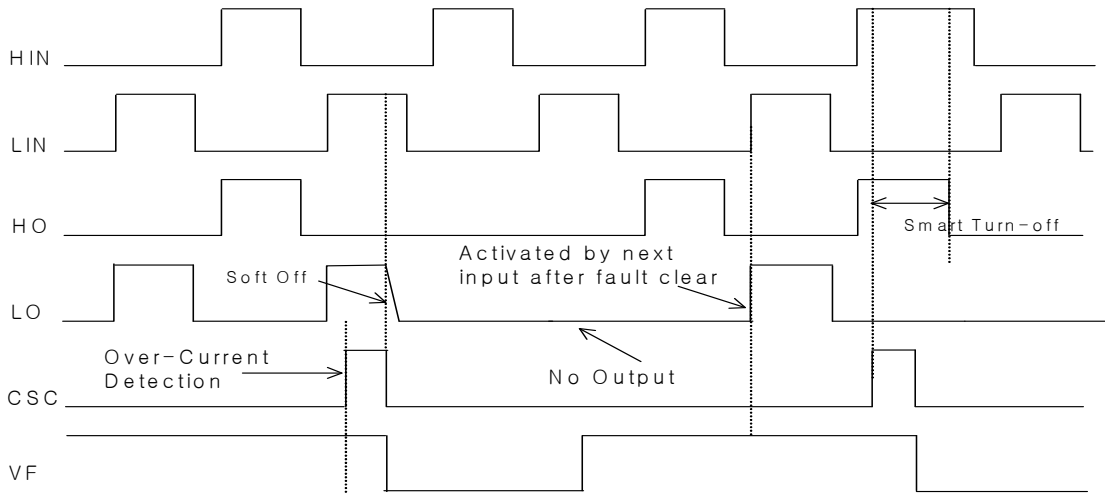 HIN
LIN
HO
Smart Turn-off
Activated by next
input after fault clear
Soft Off
LO
Over-Current
Detection
No Output
CSC
VF